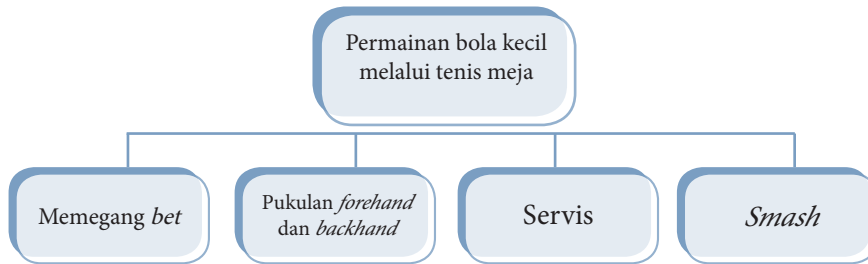 Permainan bola kecil
melalui tenis meja
Memegang bet
Pukulan forehand
dan backhand
Servis
Smash